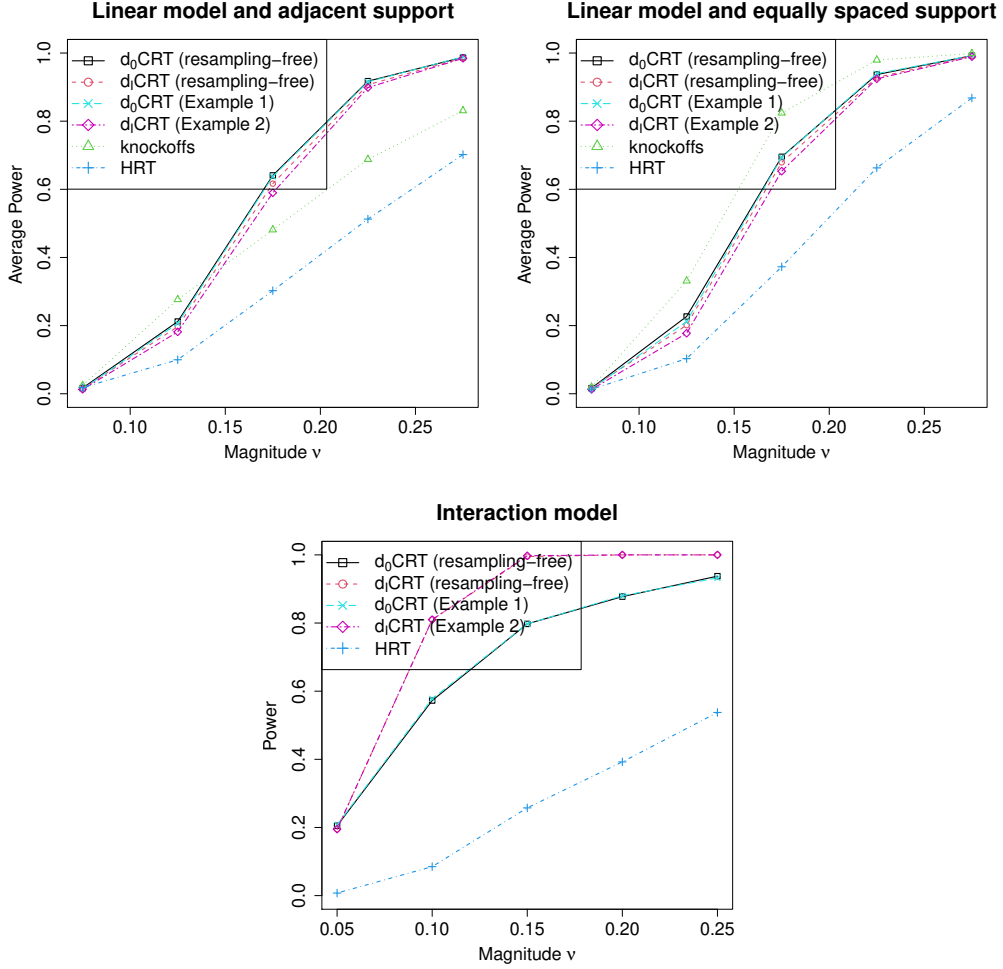 Linear model and adjacent support
Average Power
0.0 0.2 0.4 0.6 0.8 1.0
d₀CRT (resampling−free)
dᵢCRT (resampling−free)
d₀CRT (Example 1)
dᵢCRT (Example 2)
knockoffs
HRT
0.10 0.15 0.20 0.25
Magnitude ν
Linear model and equally spaced support
Average Power
0.0 0.2 0.4 0.6 0.8 1.0
d₀CRT (resampling−free)
dᵢCRT (resampling−free)
d₀CRT (Example 1)
dᵢCRT (Example 2)
knockoffs
HRT
0.10 0.15 0.20 0.25
Magnitude ν
Interaction model
Power
0.0 0.2 0.4 0.6 0.8 1.0
d₀CRT (resampling−free)
dᵢCRT (resampling−free)
d₀CRT (Example 1)
dᵢCRT (Example 2)
HRT
0.05 0.10 0.15 0.20 0.25
Magnitude ν